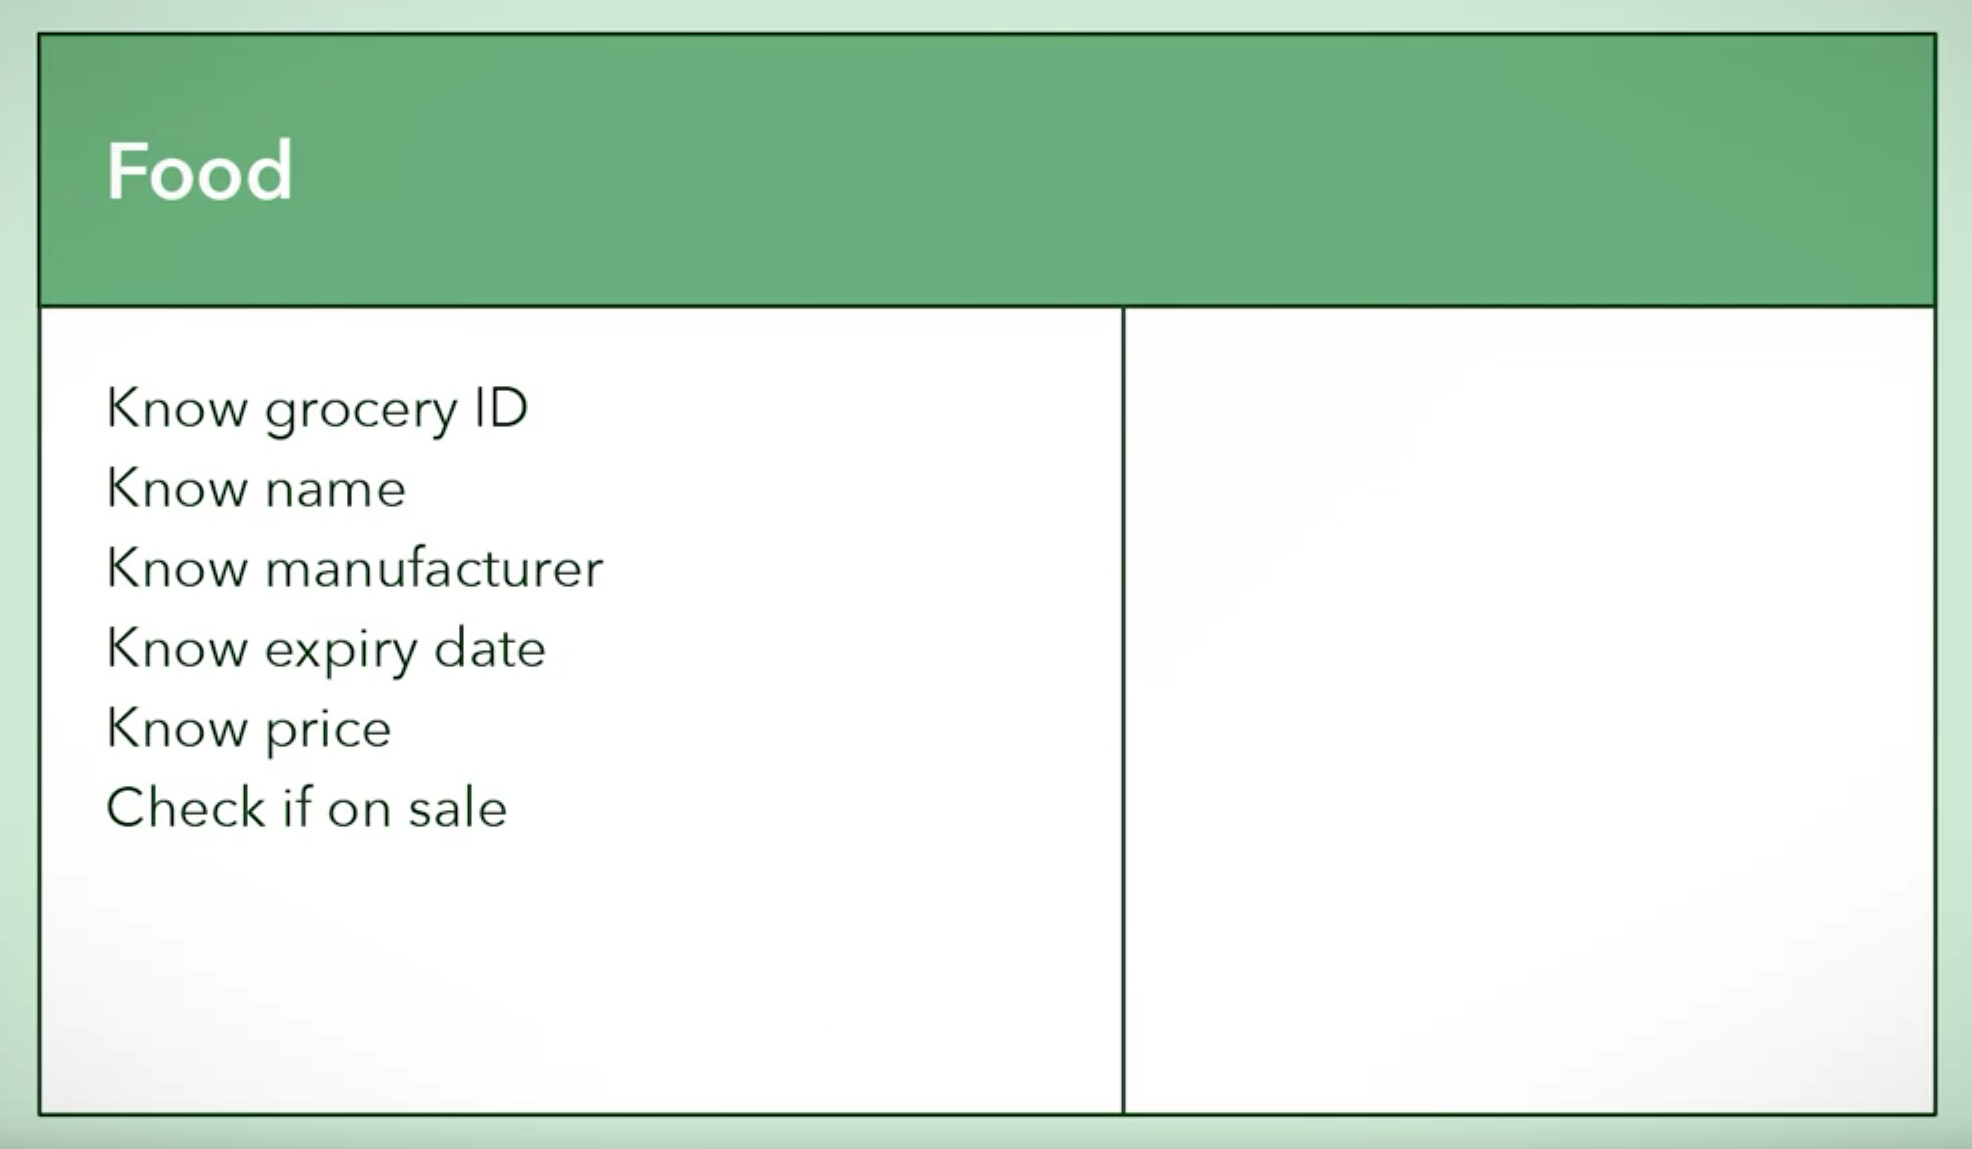 Food
Know grocery ID
Know name
Know manufacturer
Know expiry date
Know price
Check if on sale